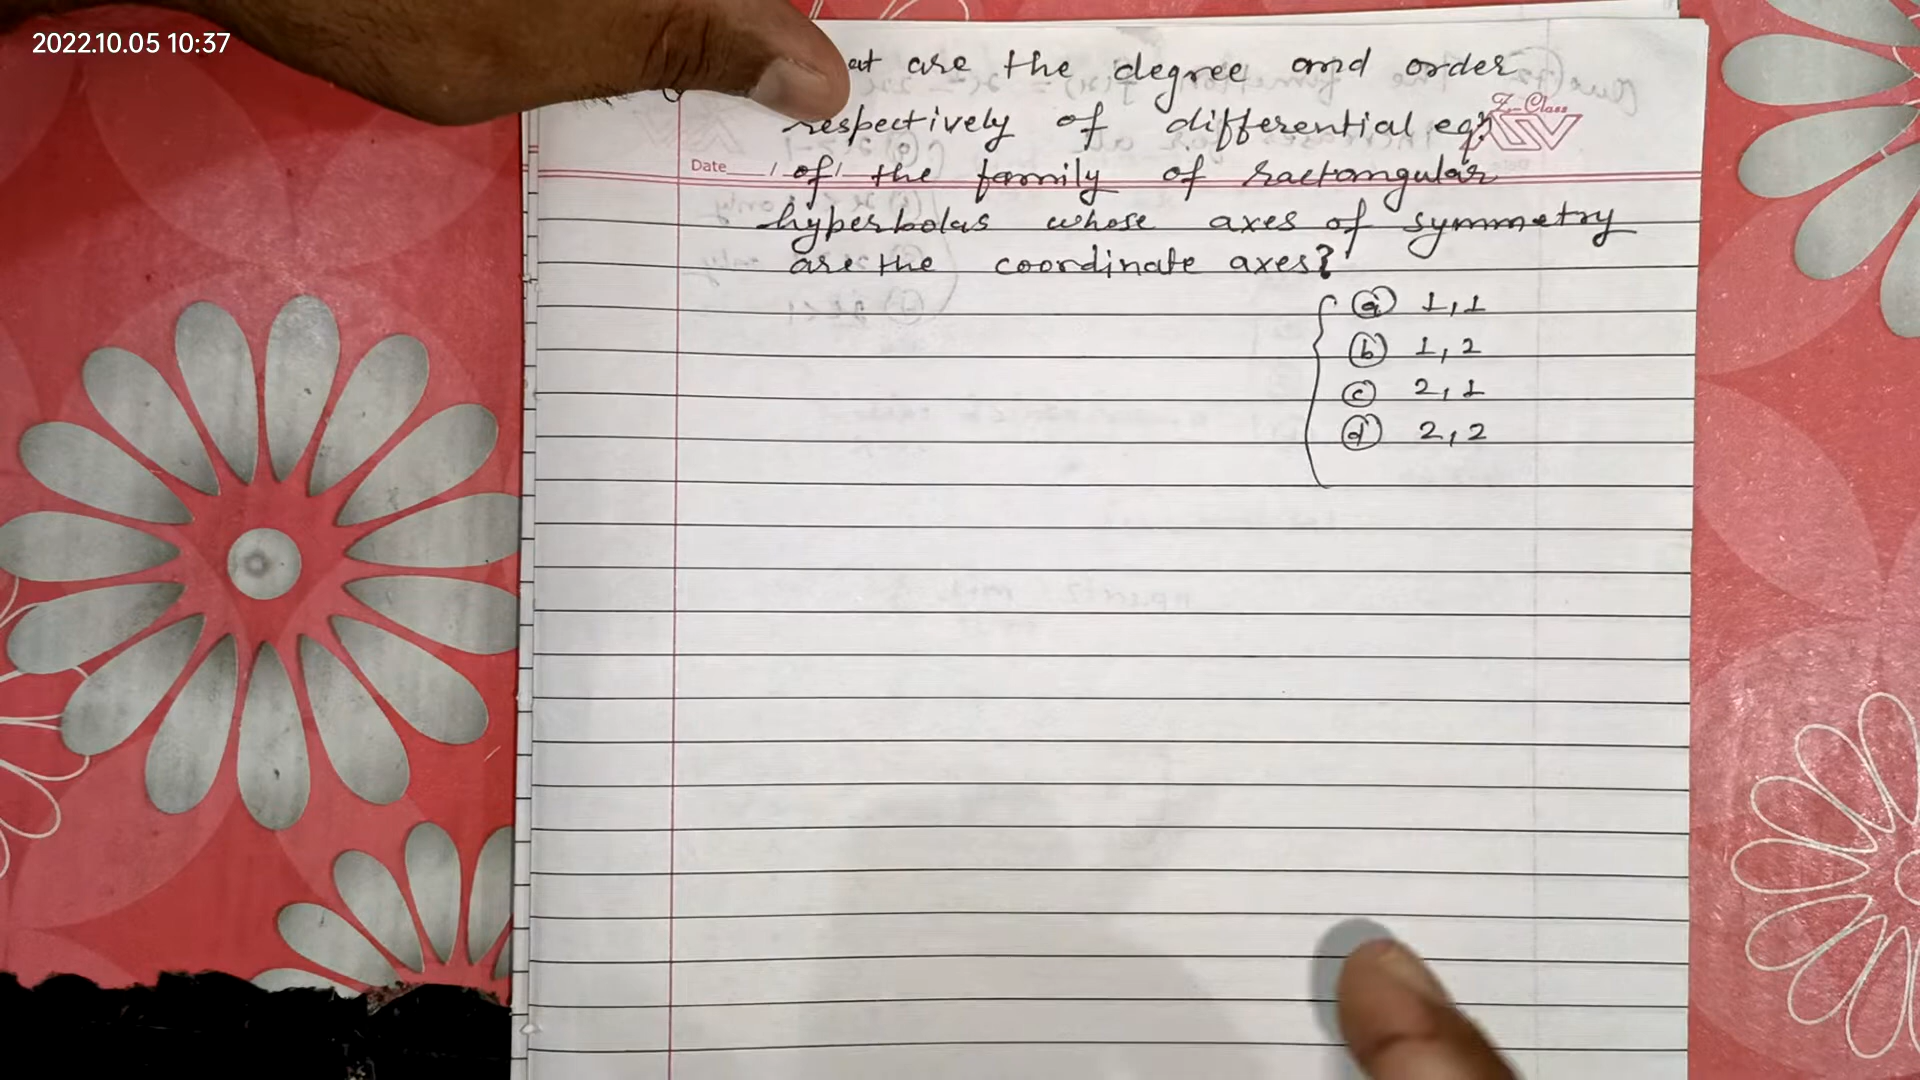 2022.10.05 10:37
at are the degree and order
respectively of differential eqn
Z-Class
Date
of the family of ractangular
hyperbolas whose axes of symmetry
are the coordinate axes?
(a) 1,1
(b) 1, 2
(c) 2,1
(d) 2,2